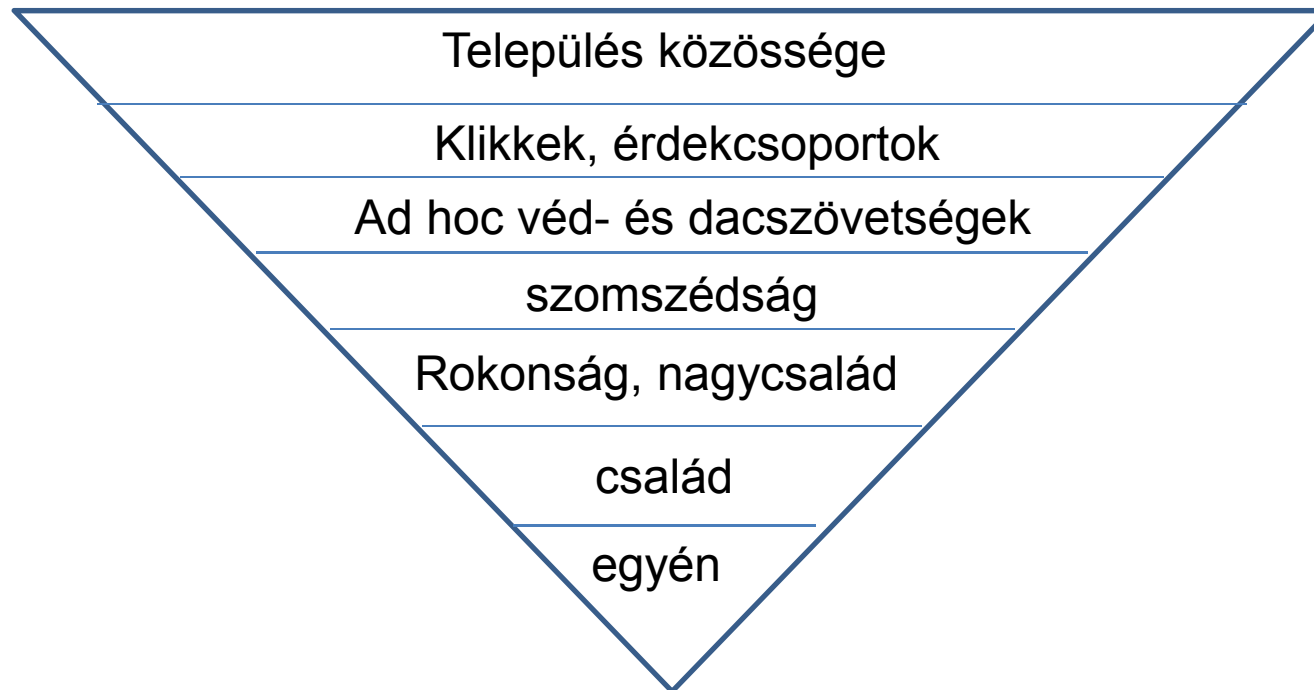 Település közössége
Klikkek, érdekcsoportok
Ad hoc véd- és dacszövetségek
szomszédság
Rokonság, nagycsalád
család
egyén